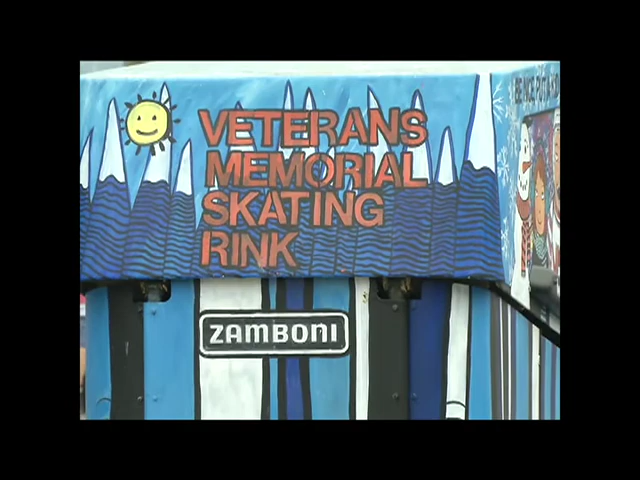 VETERANS
MEMORIAL
SKATING
RINK
ZAMBONI